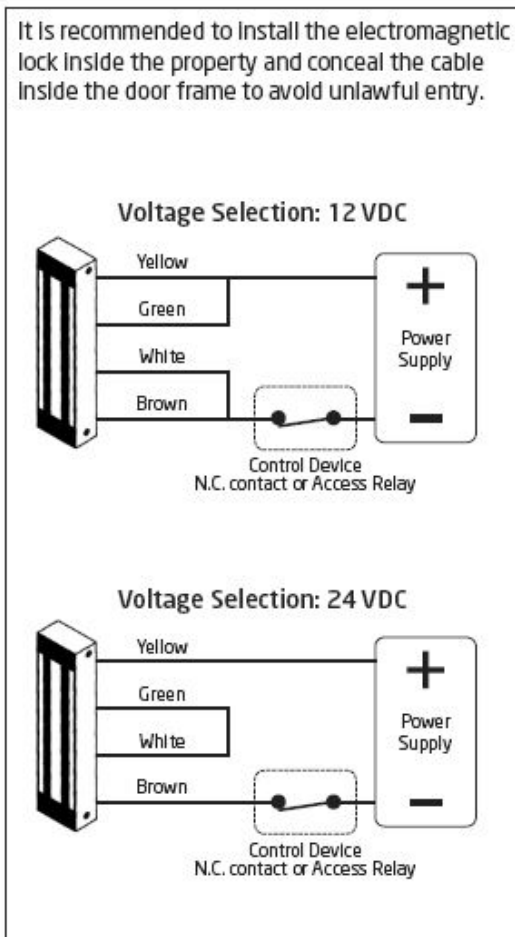 It is recommended to install the electromagnetic
lock inside the property and conceal the cable
inside the door frame to avoid unlawful entry.
Voltage Selection: 12 VDC
Yellow
Green
White
Brown
+
Power
Supply
−
Control Device
N.C. contact or Access Relay
Voltage Selection: 24 VDC
Yellow
Green
White
Brown
+
Power
Supply
−
Control Device
N.C. contact or Access Relay